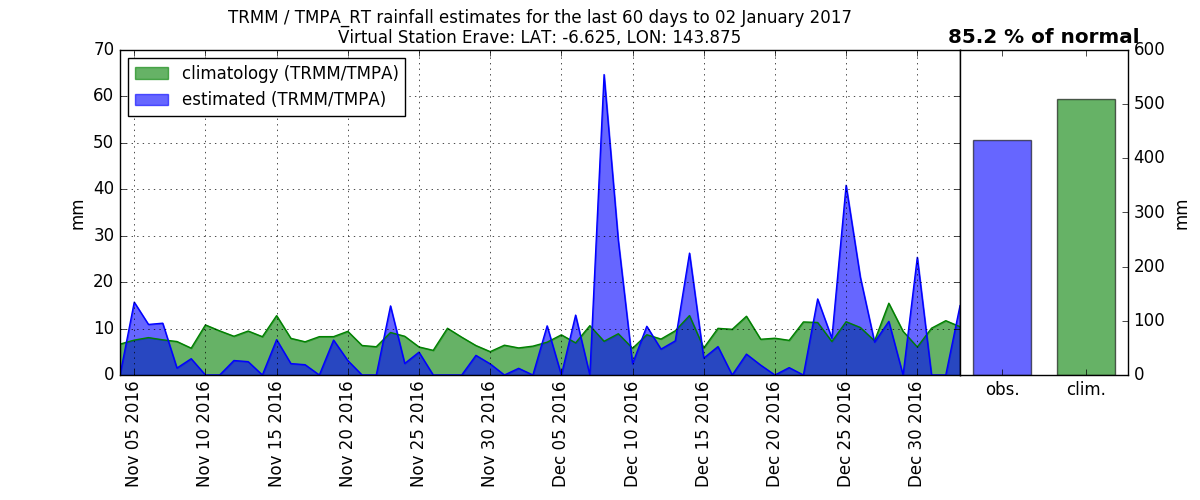 TRMM / TMPA_RT rainfall estimates for the last 60 days to 02 January 2017
Virtual Station Erave: LAT: -6.625, LON: 143.875
85.2 % of normal
climatology (TRMM/TMPA)
estimated (TRMM/TMPA)
mm
70
60
50
40
30
20
10
0
Nov 05 2016
Nov 10 2016
Nov 15 2016
Nov 20 2016
Nov 25 2016
Nov 30 2016
Dec 05 2016
Dec 10 2016
Dec 15 2016
Dec 20 2016
Dec 25 2016
Dec 30 2016
obs.
clim.
600
500
400
300
200
100
0
mm